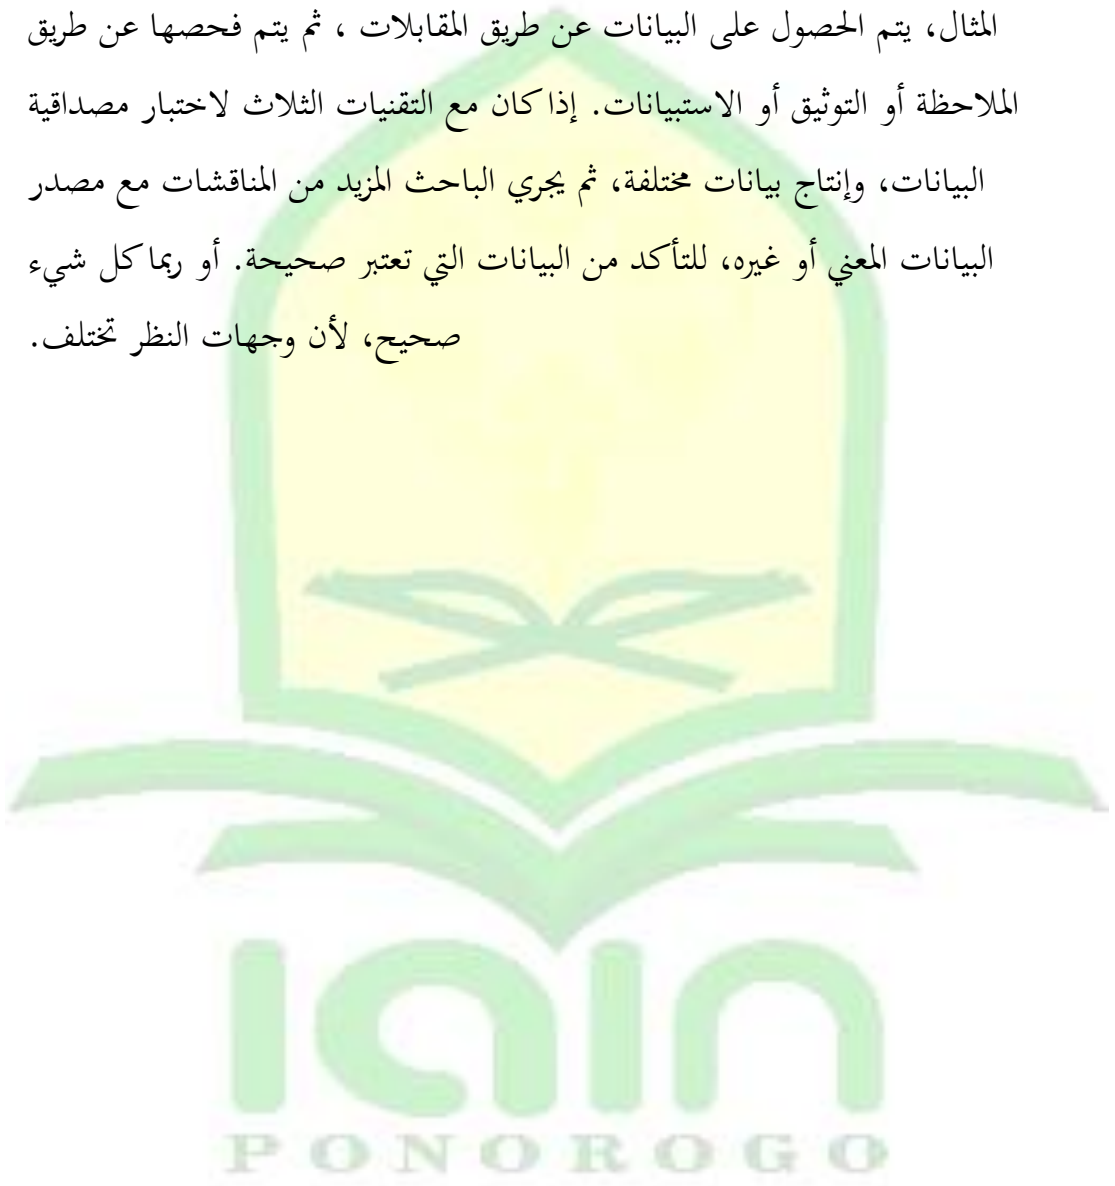 المثال، يتم الحصول على البيانات عن طريق المقابلات ، ثم يتم فحصها عن طريق
الملاحظة أو التوثيق أو الاستبيانات. إذا كان مع التقنيات الثلاث لاختبار مصداقية
البيانات، وإنتاج بيانات مختلفة، ثم يجري الباحث المزيد من المناقشات مع مصدر
البيانات المعني أو غيره، للتأكد من البيانات التي تعتبر صحيحة. أو ربما كل شيء
صحيح، لأن وجهات النظر تختلف.
iain
PONOROGO